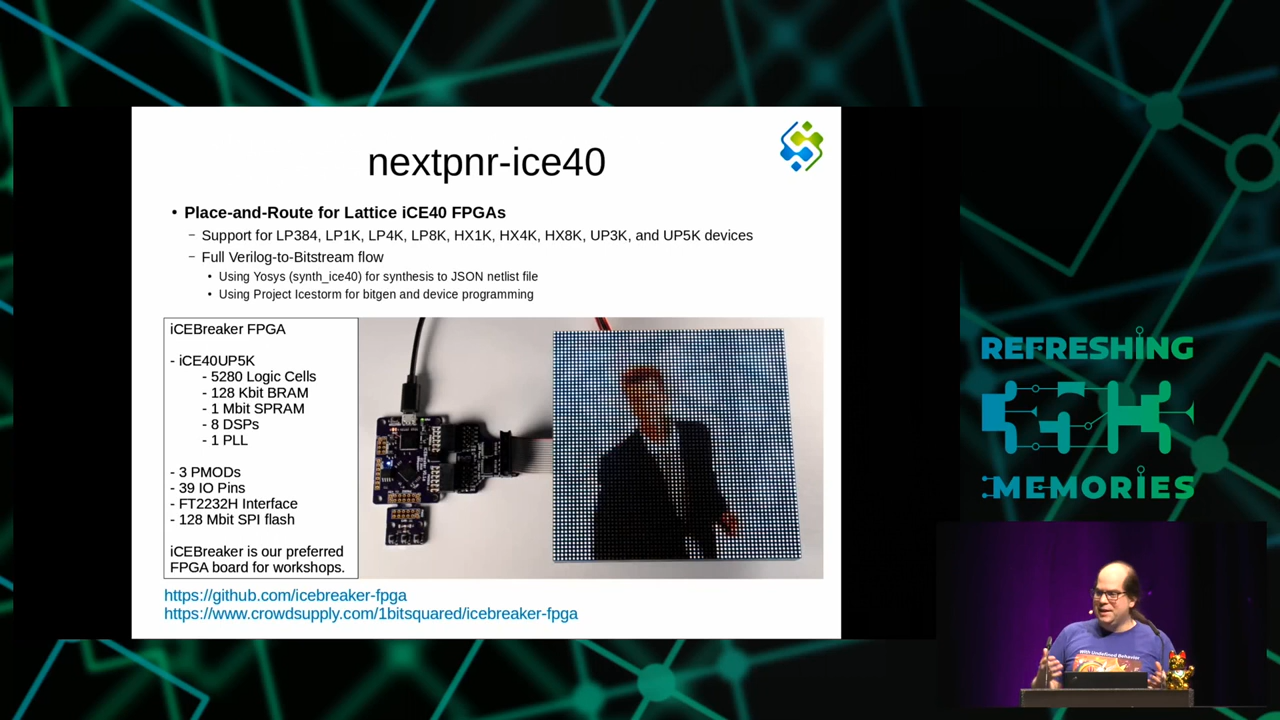 nextpnr-ice40
• Place-and-Route for Lattice iCE40 FPGAs
– Support for LP384, LP1K, LP4K, LP8K, HX1K, HX4K, HX8K, UP3K, and UP5K devices
– Full Verilog-to-Bitstream flow
• Using Yosys (synth_ice40) for synthesis to JSON netlist file
• Using Project Icestorm for bitgen and device programming
iCEBreaker FPGA
- iCE40UP5K
- 5280 Logic Cells
- 128 Kbit BRAM
- 1 Mbit SPRAM
- 8 DSPs
- 1 PLL
- 3 PMODs
- 39 IO Pins
- FT2232H Interface
- 128 Mbit SPI flash
iCEBreaker is our preferred
FPGA board for workshops.
https://github.com/icebreaker-fpga
https://www.crowdsupply.com/1bitsquared/icebreaker-fpga
REFRESHING
MEMORIES
With Undefined Behavior